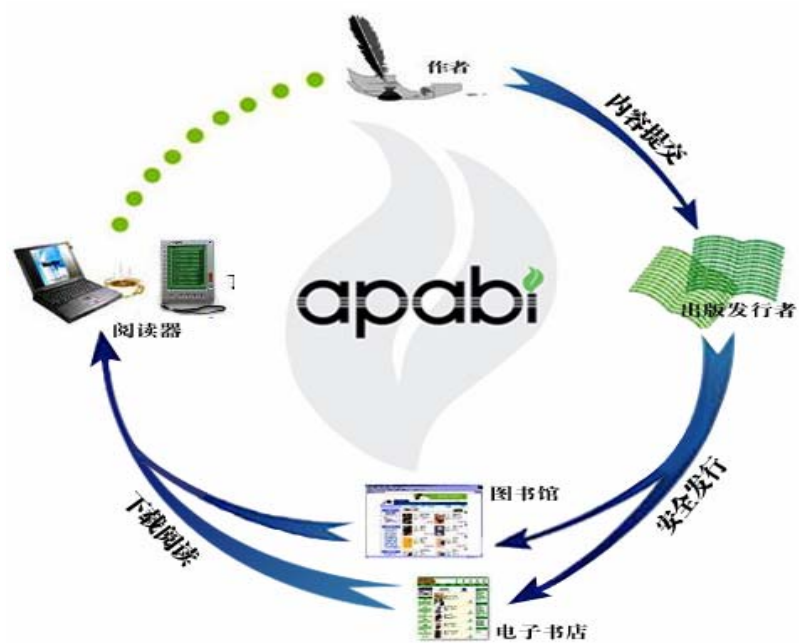 作者
内容提交
apabi
出版发行者
阅读器
图书馆
安全发行
下载阅读
电子书店